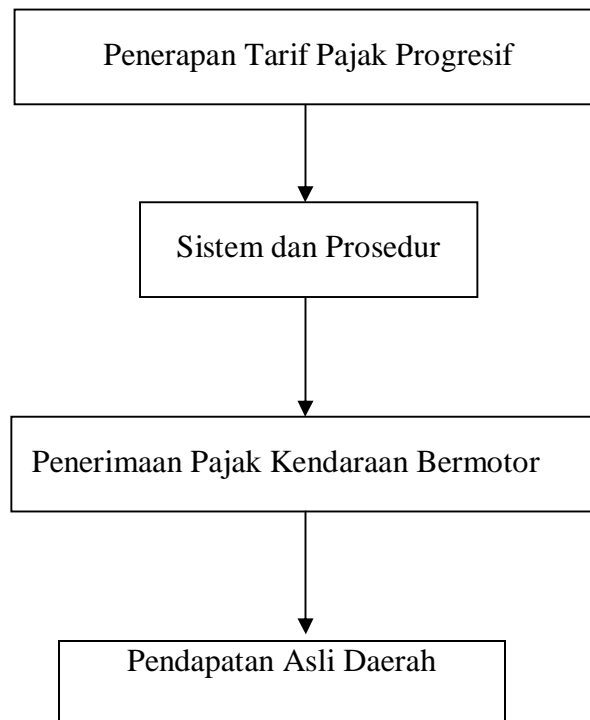 Penerapan Tarif Pajak Progresif
Sistem dan Prosedur
Penerimaan Pajak Kendaraan Bermotor
Pendapatan Asli Daerah